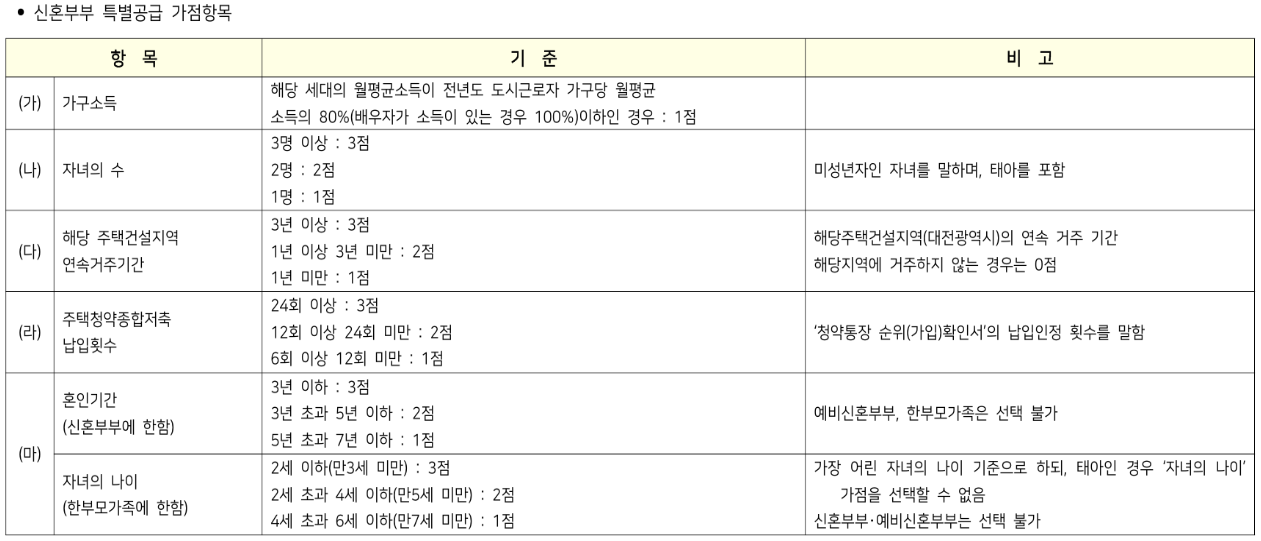 • 신혼부부 특별공급 가점항목
항 목
기 준
비 고
(가)
가구소득
해당 세대의 월평균소득이 전년도 도시근로자 가구당 월평균
소득의 80%(배우자가 소득이 있는 경우 100%)이하인 경우 : 1점
(나)
자녀의 수
3명 이상 : 3점
2명 : 2점
1명 : 1점
미성년자인 자녀를 말하며, 태아를 포함
(다)
해당 주택건설지역
연속거주기간
3년 이상 : 3점
1년 이상 3년 미만 : 2점
1년 미만 : 1점
해당주택건설지역(대전광역시)의 연속 거주 기간
해당지역에 거주하지 않는 경우는 0점
(라)
주택청약종합저축
납입횟수
24회 이상 : 3점
12회 이상 24회 미만 : 2점
6회 이상 12회 미만 : 1점
'청약통장 순위(가입)확인서'의 납입인정 횟수를 말함
(마)
혼인기간
(신혼부부에 한함)
3년 이하 : 3점
3년 초과 5년 이하 : 2점
5년 초과 7년 이하 : 1점
예비신혼부부, 한부모가족은 선택 불가
자녀의 나이
(한부모가족에 한함)
2세 이하(만3세 미만) : 3점
2세 초과 4세 이하(만5세 미만) : 2점
4세 초과 6세 이하(만7세 미만) : 1점
가장 어린 자녀의 나이 기준으로 하되, 태아인 경우 '자녀의 나이'
가점을 선택할 수 없음
신혼부부·예비신혼부부는 선택 불가